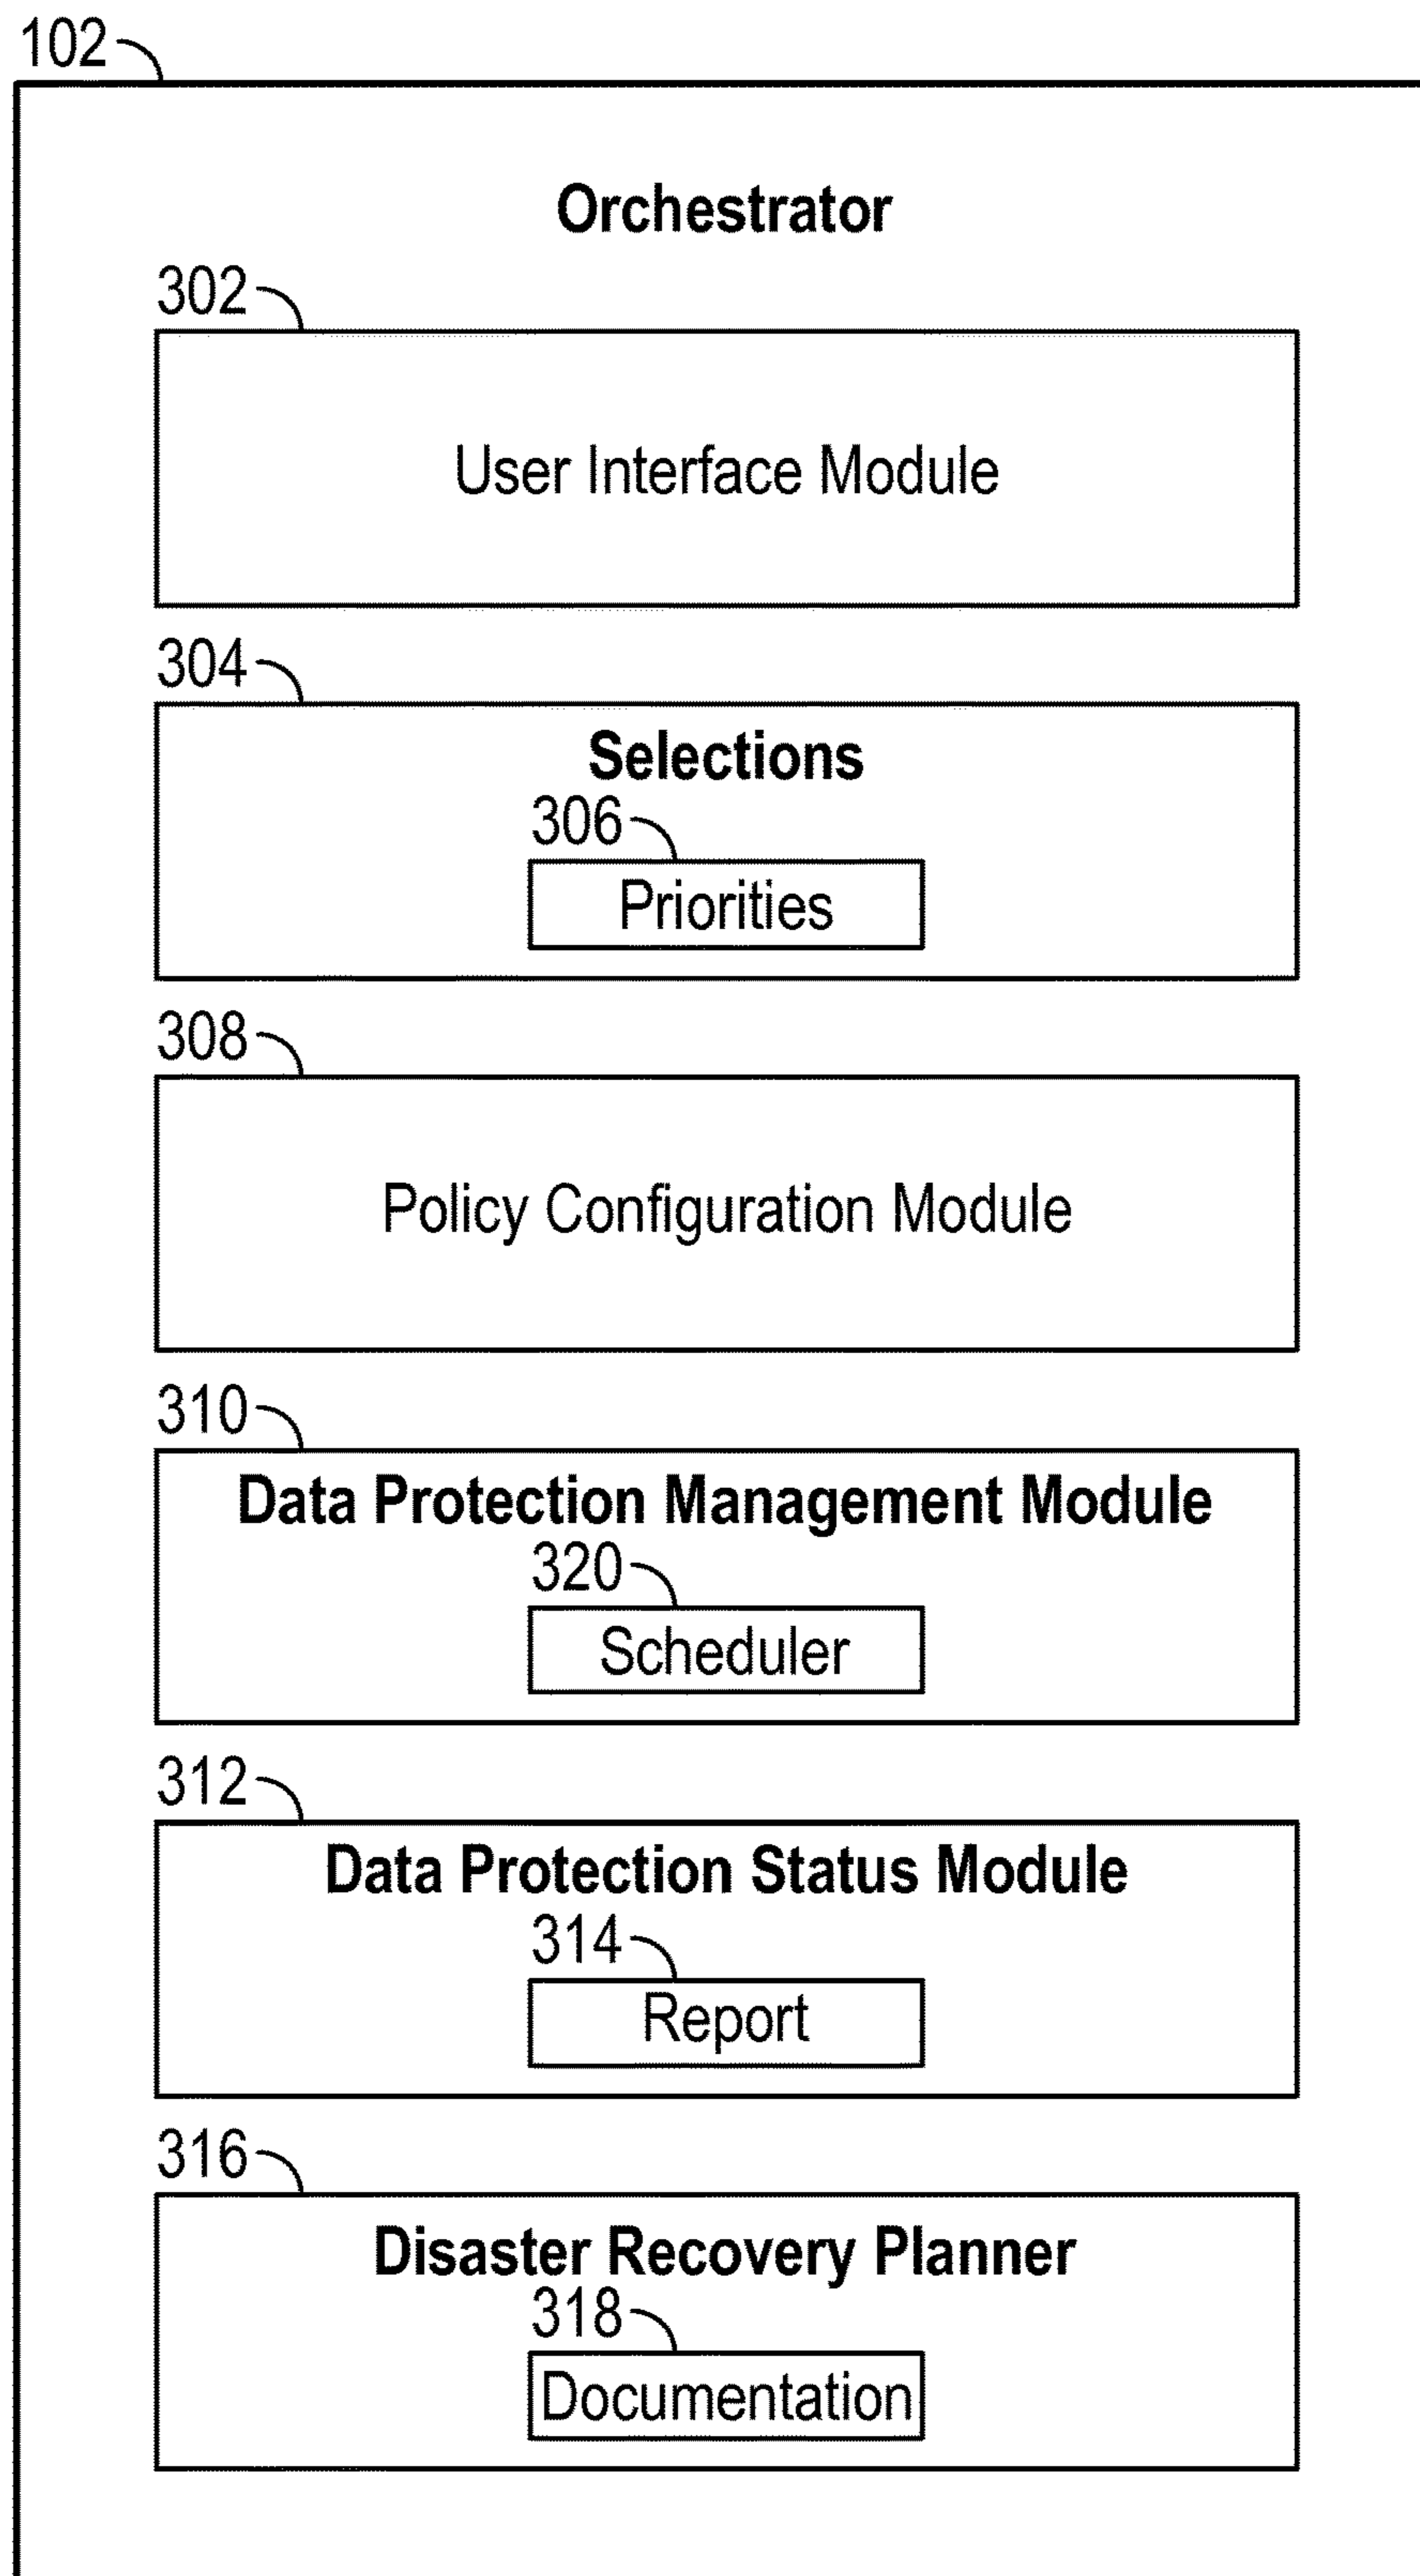 102
Orchestrator
302
User Interface Module
304
Selections
306
Priorities
308
Policy Configuration Module
310
Data Protection Management Module
320
Scheduler
312
Data Protection Status Module
314
Report
316
Disaster Recovery Planner
318
Documentation